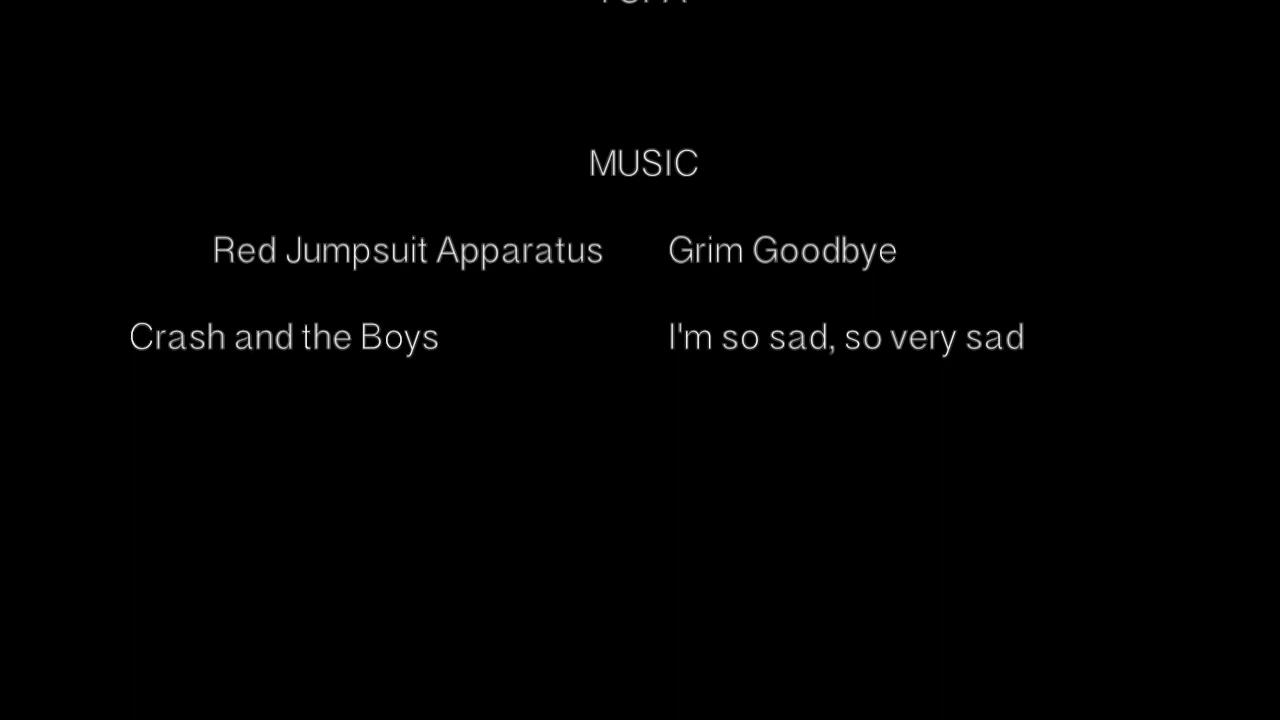 MUSIC
Red Jumpsuit Apparatus Grim Goodbye
Crash and the Boys I'm so sad, so very sad